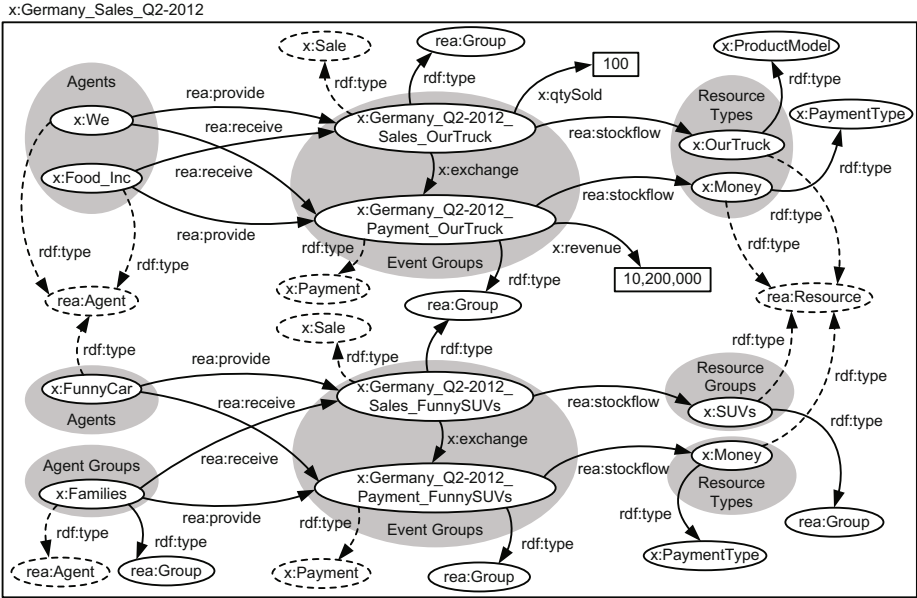 x:Germany_Sales_Q2-2012
x:Sale
rea:Group
x:ProductModel
rdf:type
rdf:type
100
rdf:type
Agents
rea:provide
x:qtySold
Resource
Types
x:PaymentType
x:We
rea:receive
x:Germany_Q2-2012_
Sales_OurTruck
rea:stockflow
x:OurTruck
rdf:type
x:Food_Inc
rea:receive
x:exchange
rea:stockflow
x:Money
rdf:type
rea:provide
x:Germany_Q2-2012_
Payment_OurTruck
rdf:type
rdf:type
rdf:type
rdf:type
x:revenue
rdf:type
Event Groups
rdf:type
10,200,000
x:Payment
rea:Agent
rea:Group
rea:Resource
x:Sale
rdf:type
rea:provide
rdf:type
rdf:type
rdf:type
x:FunnyCar
x:Germany_Q2-2012_
Sales_FunnySUVs
Resource
Groups
rdf:type
Agents
rea:receive
rea:stockflow
x:SUVs
rdf:type
x:exchange
Agent Groups
rea:receive
rea:stockflow
x:Money
x:Families
x:Germany_Q2-2012_
Payment_FunnySUVs
Resource
Types
rea:provide
rdf:type
rdf:type
rdf:type
Event Groups
rdf:type
rea:Group
rdf:type
rea:Agent
rea:Group
x:Payment
rea:Group
x:PaymentType